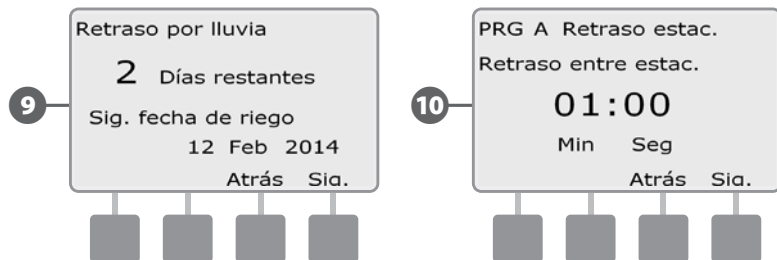 9
Retraso por lluvia
2 Días restantes
Sig. fecha de riego
12 Feb 2014
Atrás Sig.
10
PRG A Retraso estac.
Retraso entre estac.
01:00
Min Seg
Atrás Sig.